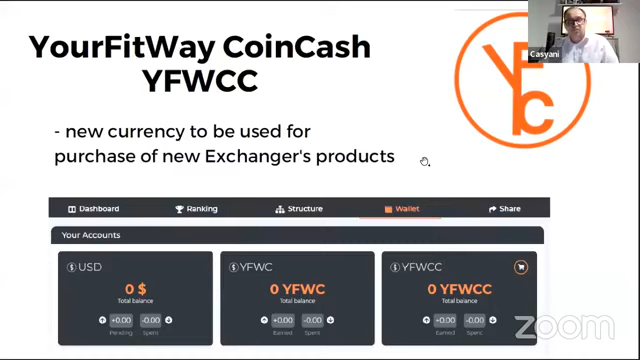 YourFitWay CoinCash
YFWCC
YFC
Casyani
- new currency to be used for
purchase of new Exchanger's products
Dashboard Ranking Structure Wallet Share
Your Accounts
USD YFWC YFWCC
0 $ 0 YFWC 0 YFWCC
Total balance Total balance Total balance
+0.00 -0.00 +0.00 -0.00 +0.00 -0.00
Pending Spent Earned Spent Earned Spent
zoom